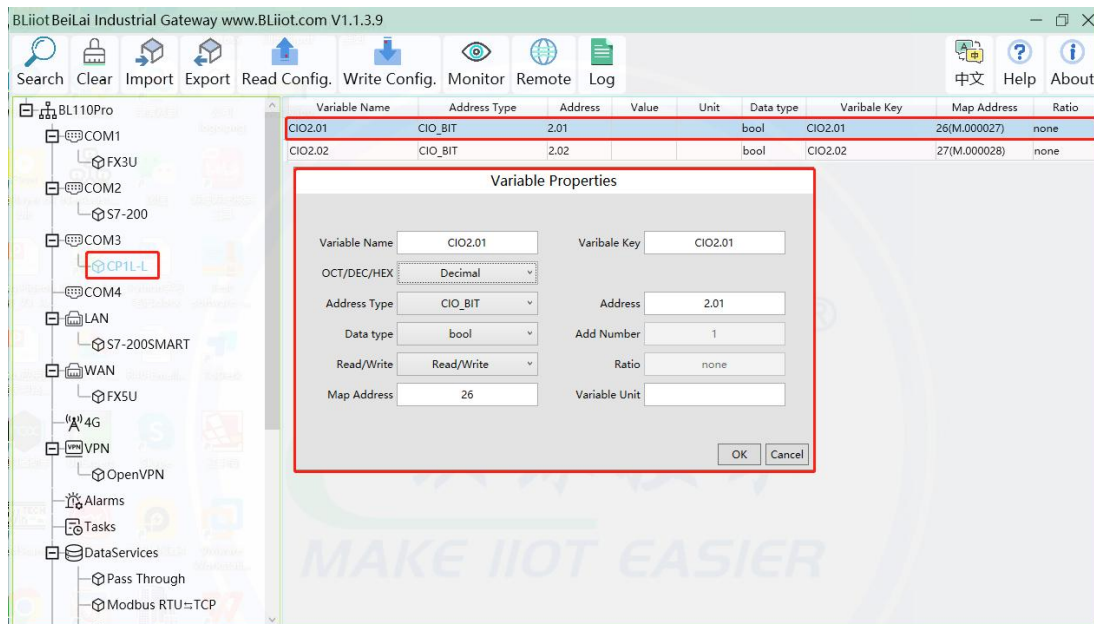 BLiiot BeiLai Industrial Gateway www.BLiiot.com V1.1.3.9
Search Clear Import Export Read Config. Write Config. Monitor Remote Log 中文 Help About
BL110Pro
COM1
FX3U
COM2
S7-200
COM3
CP1L-L
COM4
LAN
S7-200SMART
WAN
FX5U
4G
VPN
OpenVPN
Alarms
Tasks
DataServices
Pass Through
Modbus RTU⇆TCP
Variable Name Address Type Address Value Unit Data type Varibale Key Map Address Ratio
CIO2.01 CIO_BIT 2.01 bool CIO2.01 26(M.000027) none
CIO2.02 CIO_BIT 2.02 bool CIO2.02 27(M.000028) none
Variable Properties
Variable Name CIO2.01 Varibale Key CIO2.01
OCT/DEC/HEX Decimal
Address Type CIO_BIT Address 2.01
Data type bool Add Number 1
Read/Write Read/Write Ratio none
Map Address 26 Variable Unit
OK Cancel
MAKE IIOT EASIER